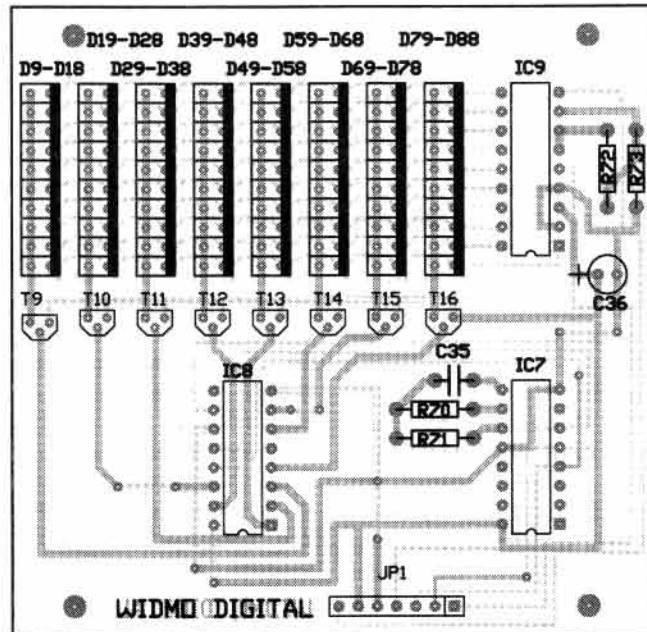 D19-D28 D39-D48 D59-D68 D79-D88
D9-D18 D29-D38 D49-D58 D69-D78 IC9
R72 R73
C36
T9 T10 T11 T12 T13 T14 T15 T16
IC8 C35 IC7
R70
R71
JP1
WIDMO DIGITAL